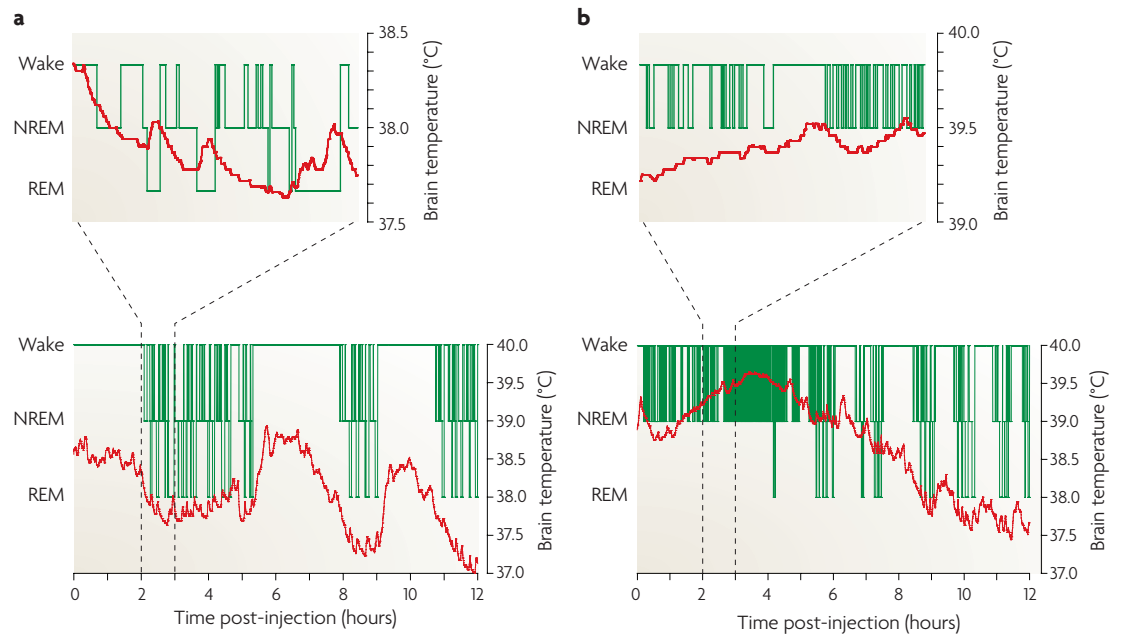 a
38.5
Wake
NREM
38.0
REM
37.5
Brain temperature (°C)
Wake
NREM
REM
40.0
39.5
39.0
38.5
38.0
37.5
37.0
Brain temperature (°C)
0 2 4 6 8 10 12
Time post-injection (hours)
b
40.0
Wake
NREM
39.5
REM
39.0
Brain temperature (°C)
Wake
NREM
REM
40.0
39.5
39.0
38.5
38.0
37.5
37.0
Brain temperature (°C)
0 2 4 6 8 10 12
Time post-injection (hours)